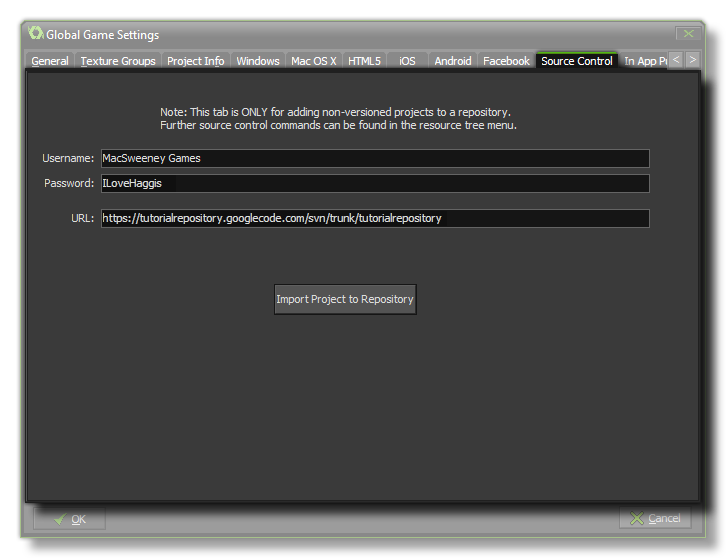 Global Game Settings
General Texture Groups Project Info Windows Mac OS X HTML5 iOS Android Facebook Source Control In App P < >
Note: This tab is ONLY for adding non-versioned projects to a repository.
Further source control commands can be found in the resource tree menu.
Username: MacSweeney Games
Password: ILoveHaggis
URL: https://tutorialrepository.googlecode.com/svn/trunk/tutorialrepository
Import Project to Repository
OK Cancel